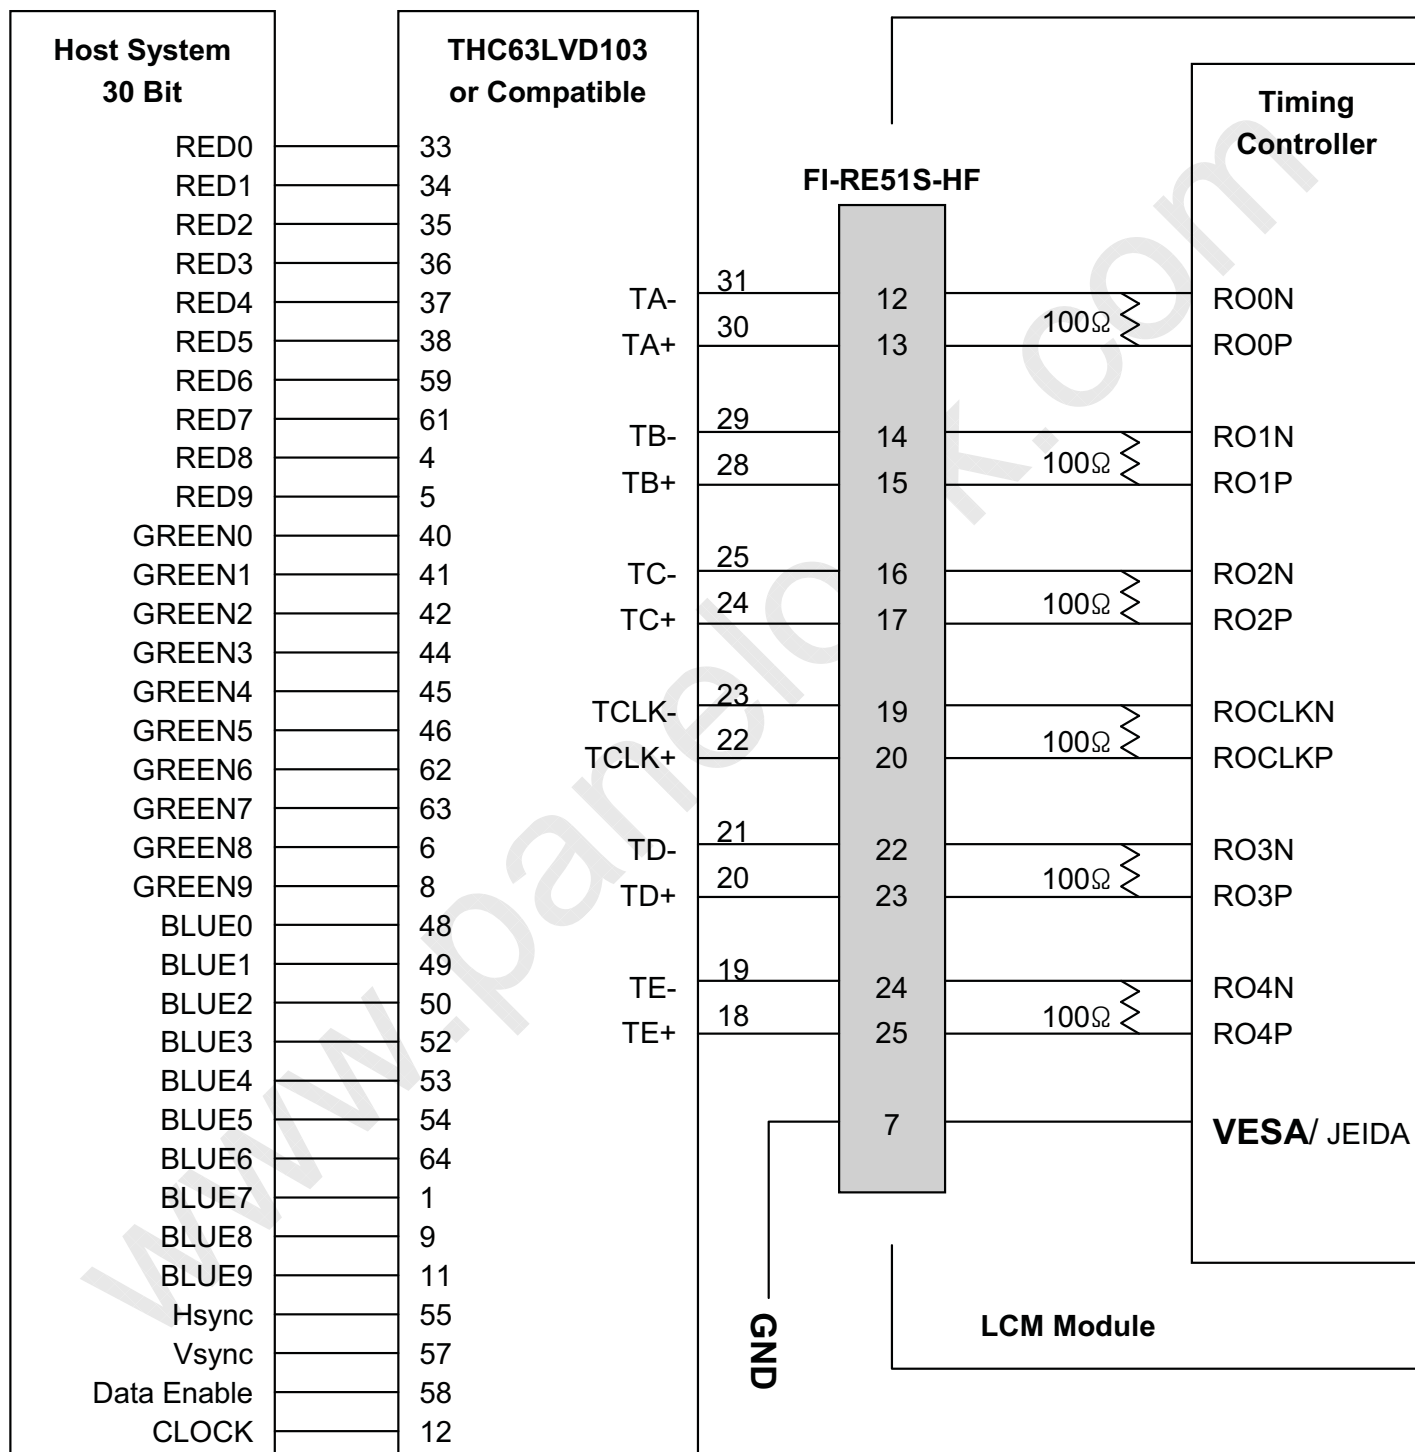 Host System
30 Bit
RED0
RED1
RED2
RED3
RED4
RED5
RED6
RED7
RED8
RED9
GREEN0
GREEN1
GREEN2
GREEN3
GREEN4
GREEN5
GREEN6
GREEN7
GREEN8
GREEN9
BLUE0
BLUE1
BLUE2
BLUE3
BLUE4
BLUE5
BLUE6
BLUE7
BLUE8
BLUE9
Hsync
Vsync
Data Enable
CLOCK
THC63LVD103
or Compatible
33
34
35
36
37
38
59
61
4
5
40
41
42
44
45
46
62
63
6
8
48
49
50
52
53
54
64
1
9
11
55
57
58
12
TA-
TA+
TB-
TB+
TC-
TC+
TCLK-
TCLK+
TD-
TD+
TE-
TE+
31
30
29
28
25
24
23
22
21
20
19
18
GND
FI-RE51S-HF
12
13
14
15
16
17
19
20
22
23
24
25
7
100Ω
100Ω
100Ω
100Ω
100Ω
100Ω
Timing
Controller
RO0N
RO0P
RO1N
RO1P
RO2N
RO2P
ROCLKN
ROCLKP
RO3N
RO3P
RO4N
RO4P
VESA/ JEIDA
LCM Module